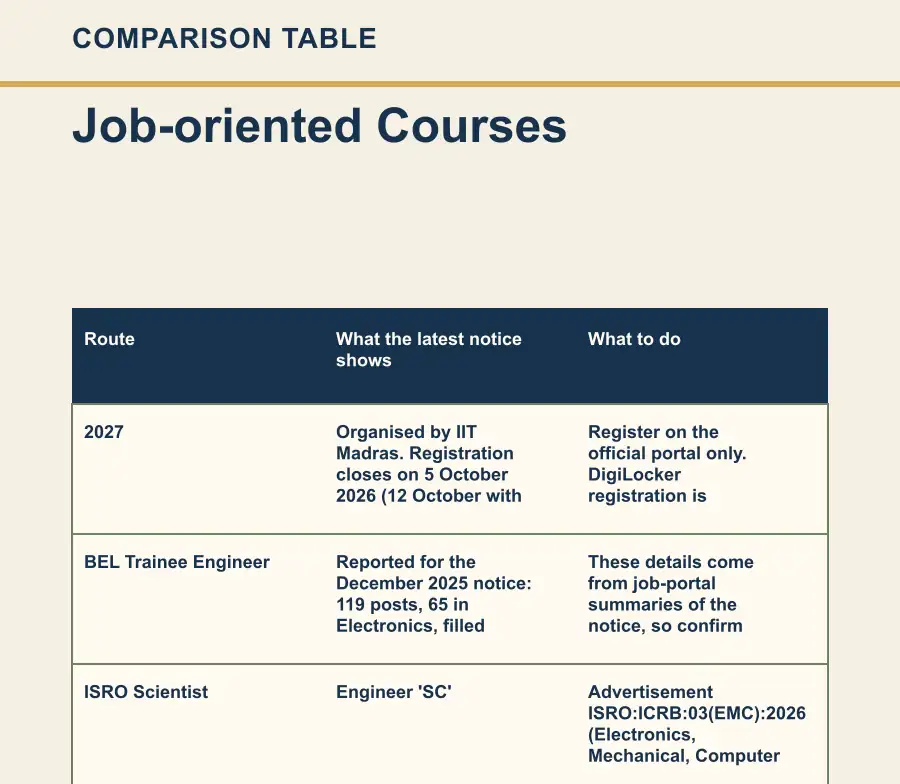 COMPARISON TABLE
Job-oriented Courses
Route
What the latest notice
shows
What to do
2027
Organised by IIT
Madras. Registration
closes on 5 October
2026 (12 October with
Register on the
official portal only.
DigiLocker
registration is
BEL Trainee Engineer
Reported for the
December 2025 notice:
119 posts, 65 in
Electronics, filled
These details come
from job-portal
summaries of the
notice, so confirm
ISRO Scientist
Engineer 'SC'
Advertisement
ISRO:ICRB:03(EMC):2026
(Electronics,
Mechanical, Computer